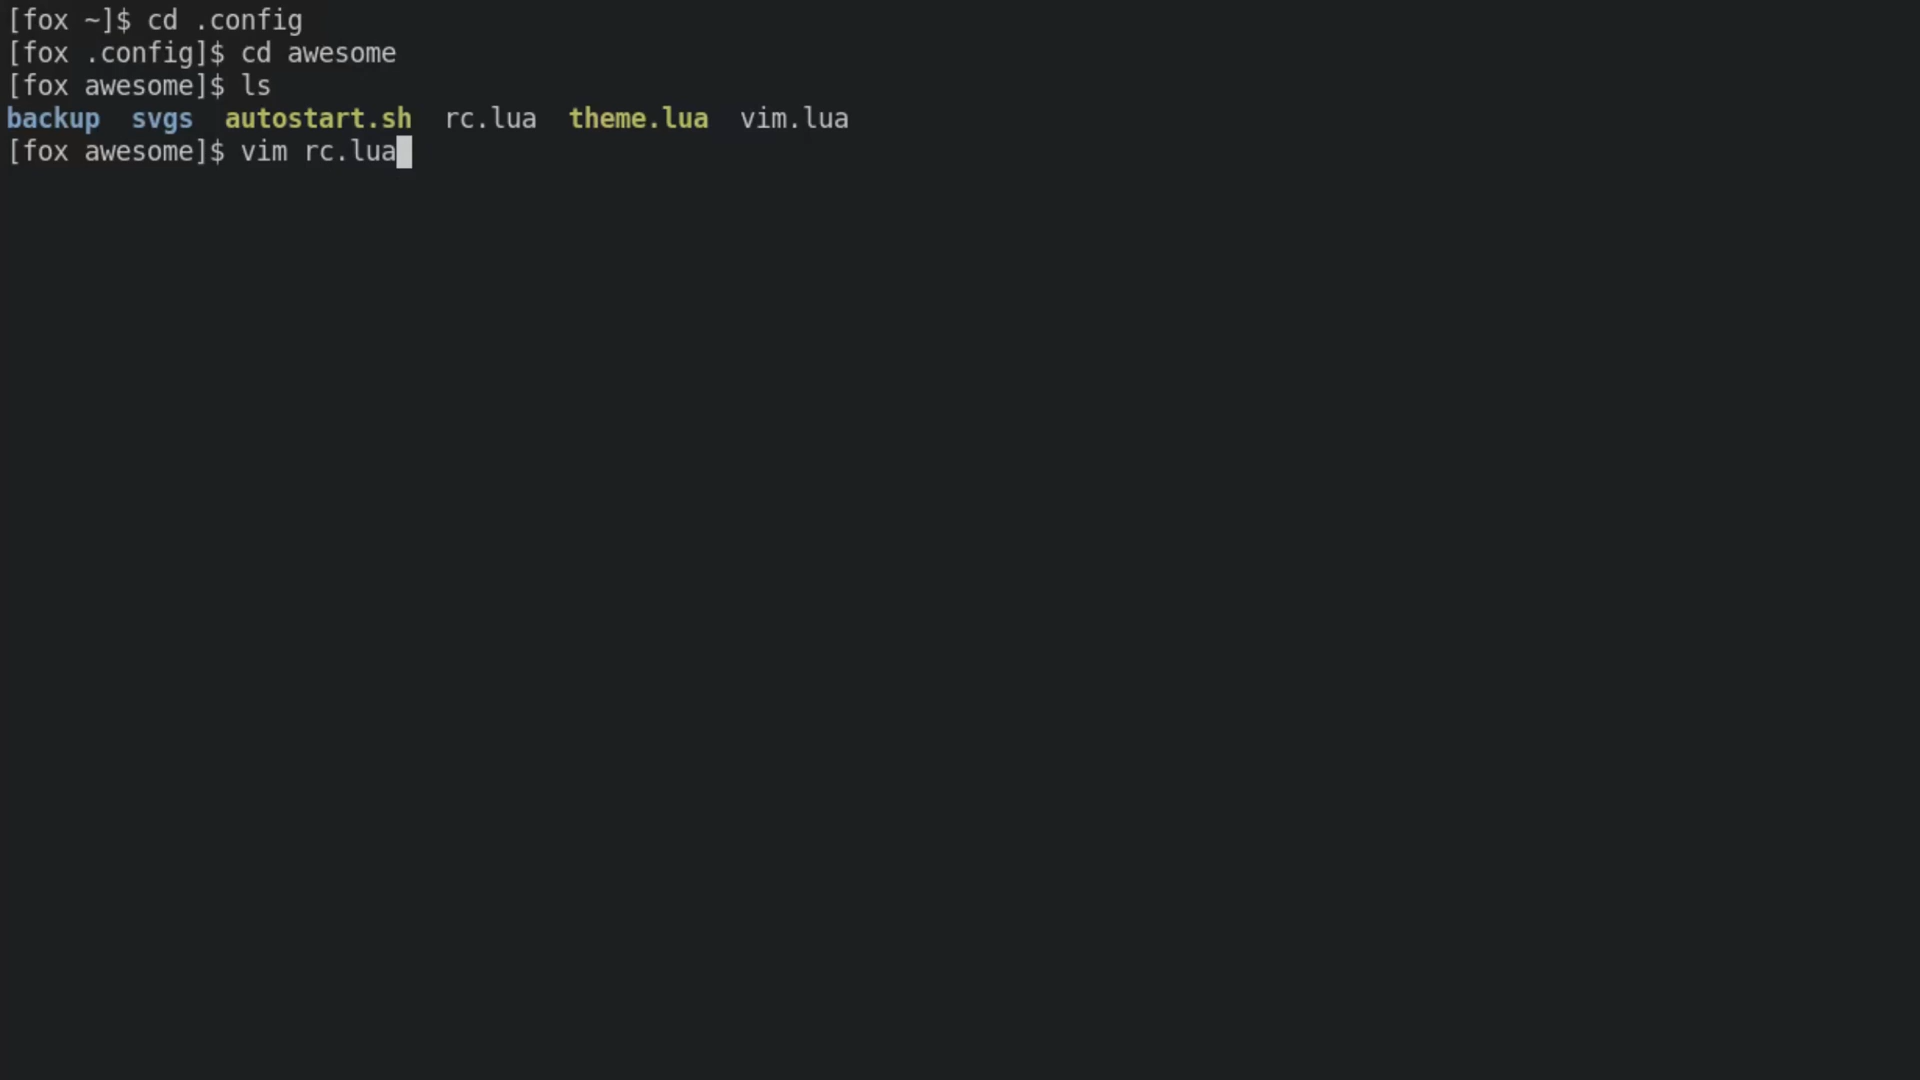 [fox ~]$ cd .config
[fox .config]$ cd awesome
[fox awesome]$ ls
backup  svgs  autostart.sh  rc.lua  theme.lua  vim.lua
[fox awesome]$ vim rc.lua